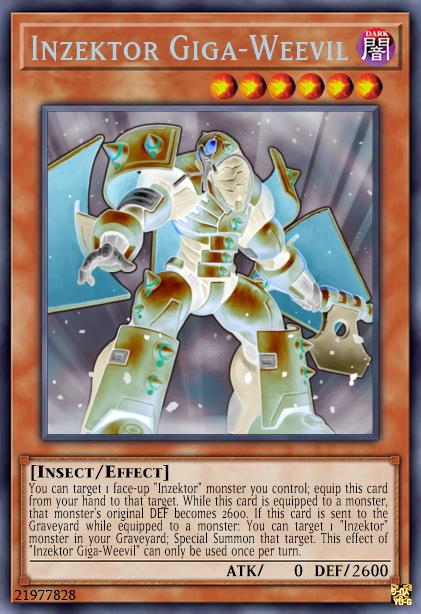 INZEKTOR GIGA-WEEVIL
DARK
闇
[INSECT/EFFECT]
You can target 1 face-up "Inzektor" monster you control; equip this card
from your hand to that target. While this card is equipped to a monster,
that monster's original DEF becomes 2600. If this card is sent to the
Graveyard while equipped to a monster: You can target 1 "Inzektor"
monster in your Graveyard; Special Summon that target. This effect of
"Inzektor Giga-Weevil" can only be used once per turn.
ATK/ 0 DEF/2600
21977828